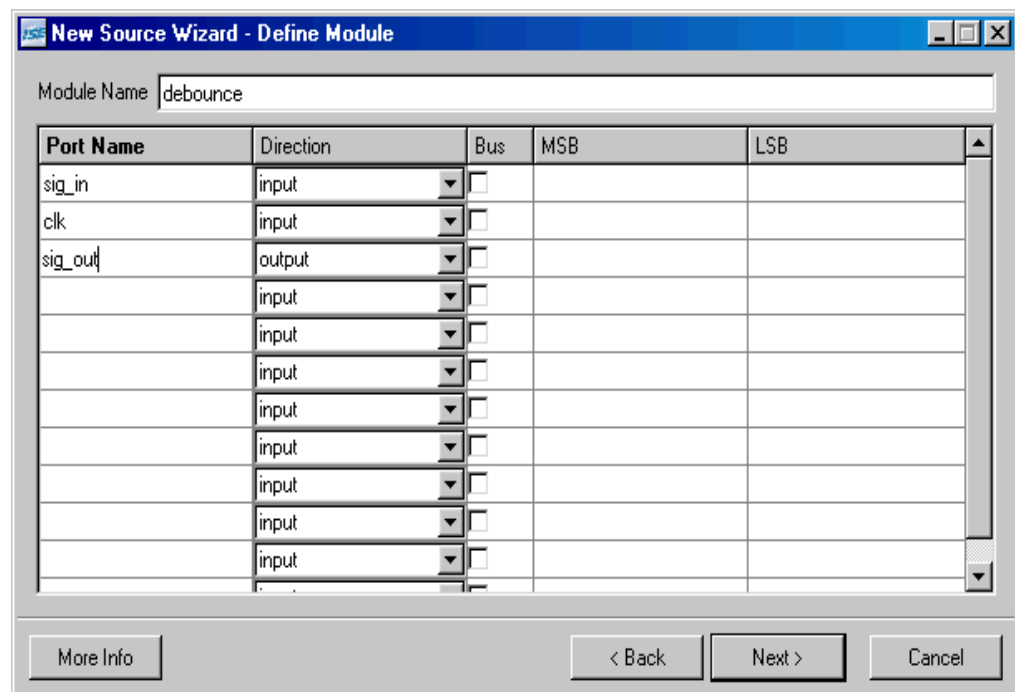 ISE New Source Wizard - Define Module
Module Name debounce
Port Name Direction Bus MSB LSB
sig_in input
clk input
sig_out output
input
input
input
input
input
input
input
input
More Info < Back Next > Cancel